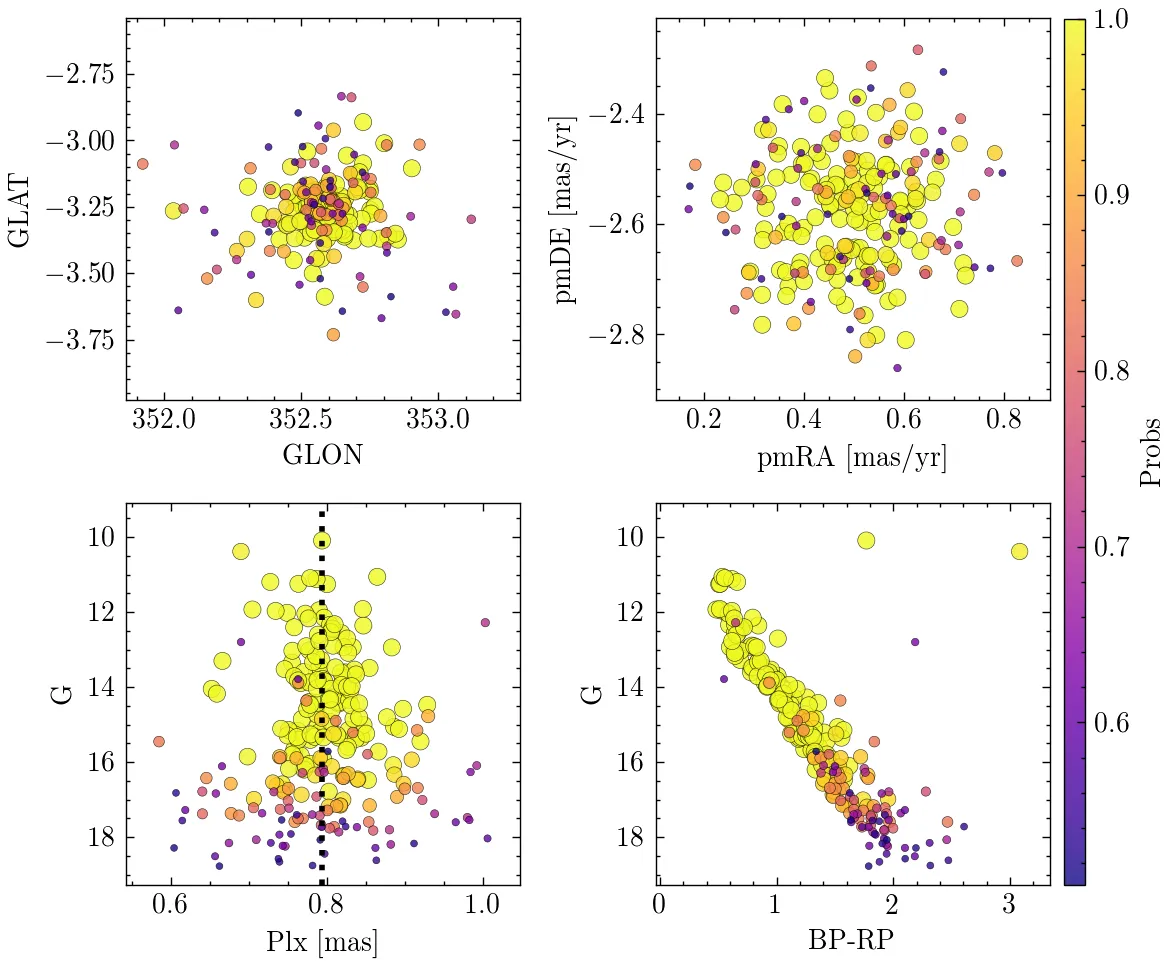 −2.75
−3.00
−3.25
−3.50
−3.75
GLAT
352.0 352.5 353.0
GLON
−2.4
−2.6
−2.8
pmDE [mas/yr]
0.2 0.4 0.6 0.8
pmRA [mas/yr]
1.0
0.9
0.8
0.7
0.6
Probs
10
12
14
16
18
G
0.6 0.8 1.0
Plx [mas]
10
12
14
16
18
G
0 1 2 3
BP-RP